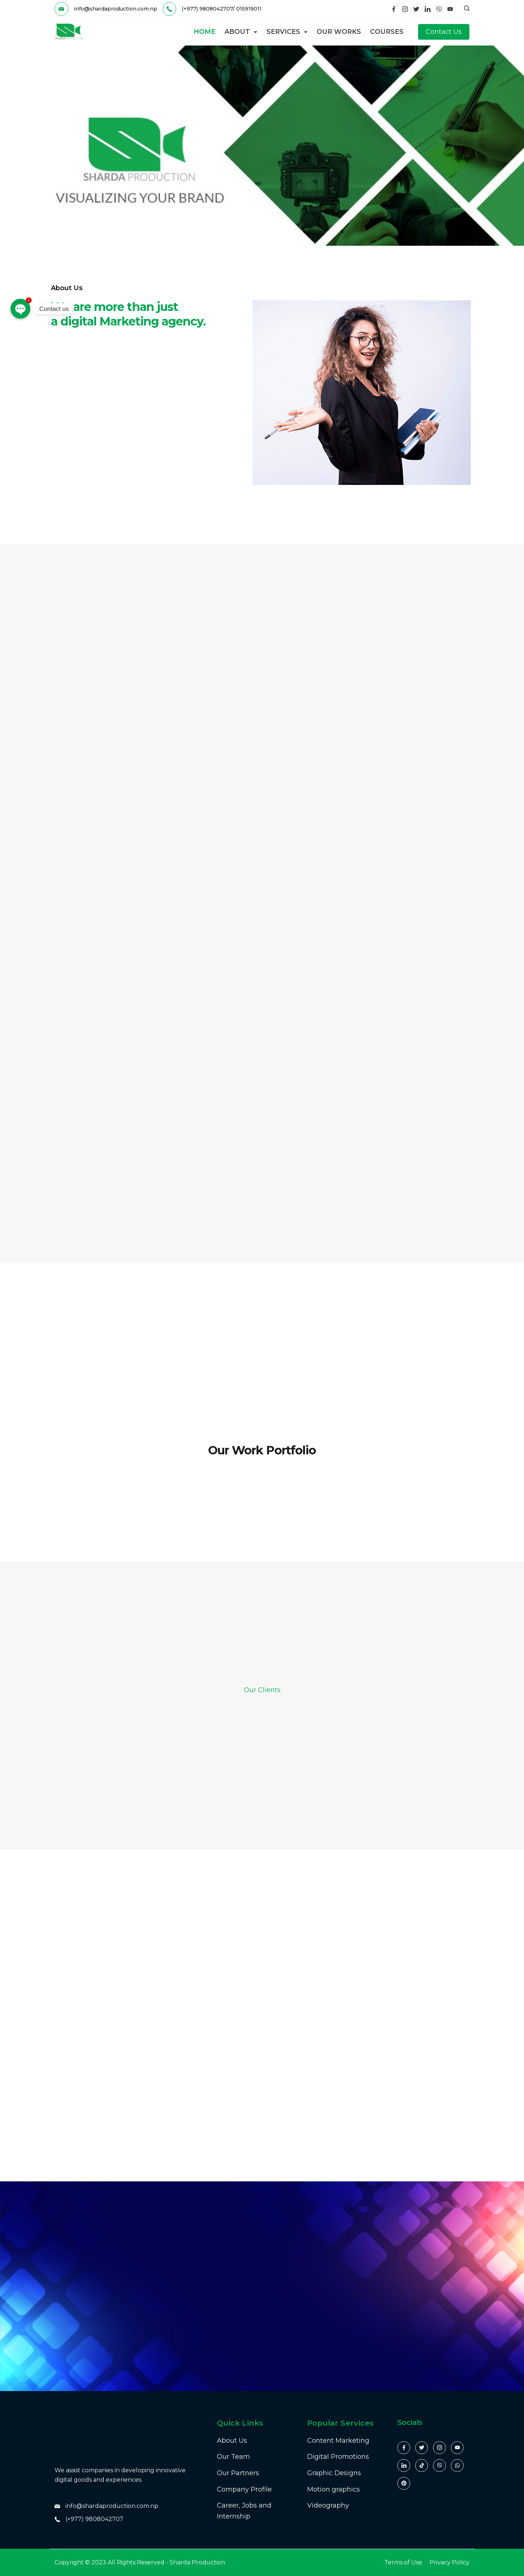 info@shardaproduction.com.np
(+977) 9808042707/ 015919011
HOME
ABOUT
SERVICES
OUR WORKS
COURSES
Contact Us
SHARDA PRODUCTION
VISUALIZING YOUR BRAND
About Us
are more than just
a digital Marketing agency.
1
Contact us
Our Work Portfolio
Our Clients
We assist companies in developing innovative
digital goods and experiences.
info@shardaproduction.com.np
(+977) 9808042707
Quick Links
About Us
Our Team
Our Partners
Company Profile
Career, Jobs and
Internship
Popular Services
Content Marketing
Digital Promotions
Graphic Designs
Motion graphics
Videography
Socials
Copyright © 2023 All Rights Reserved - Sharda Production
Terms of Use
Privacy Policy